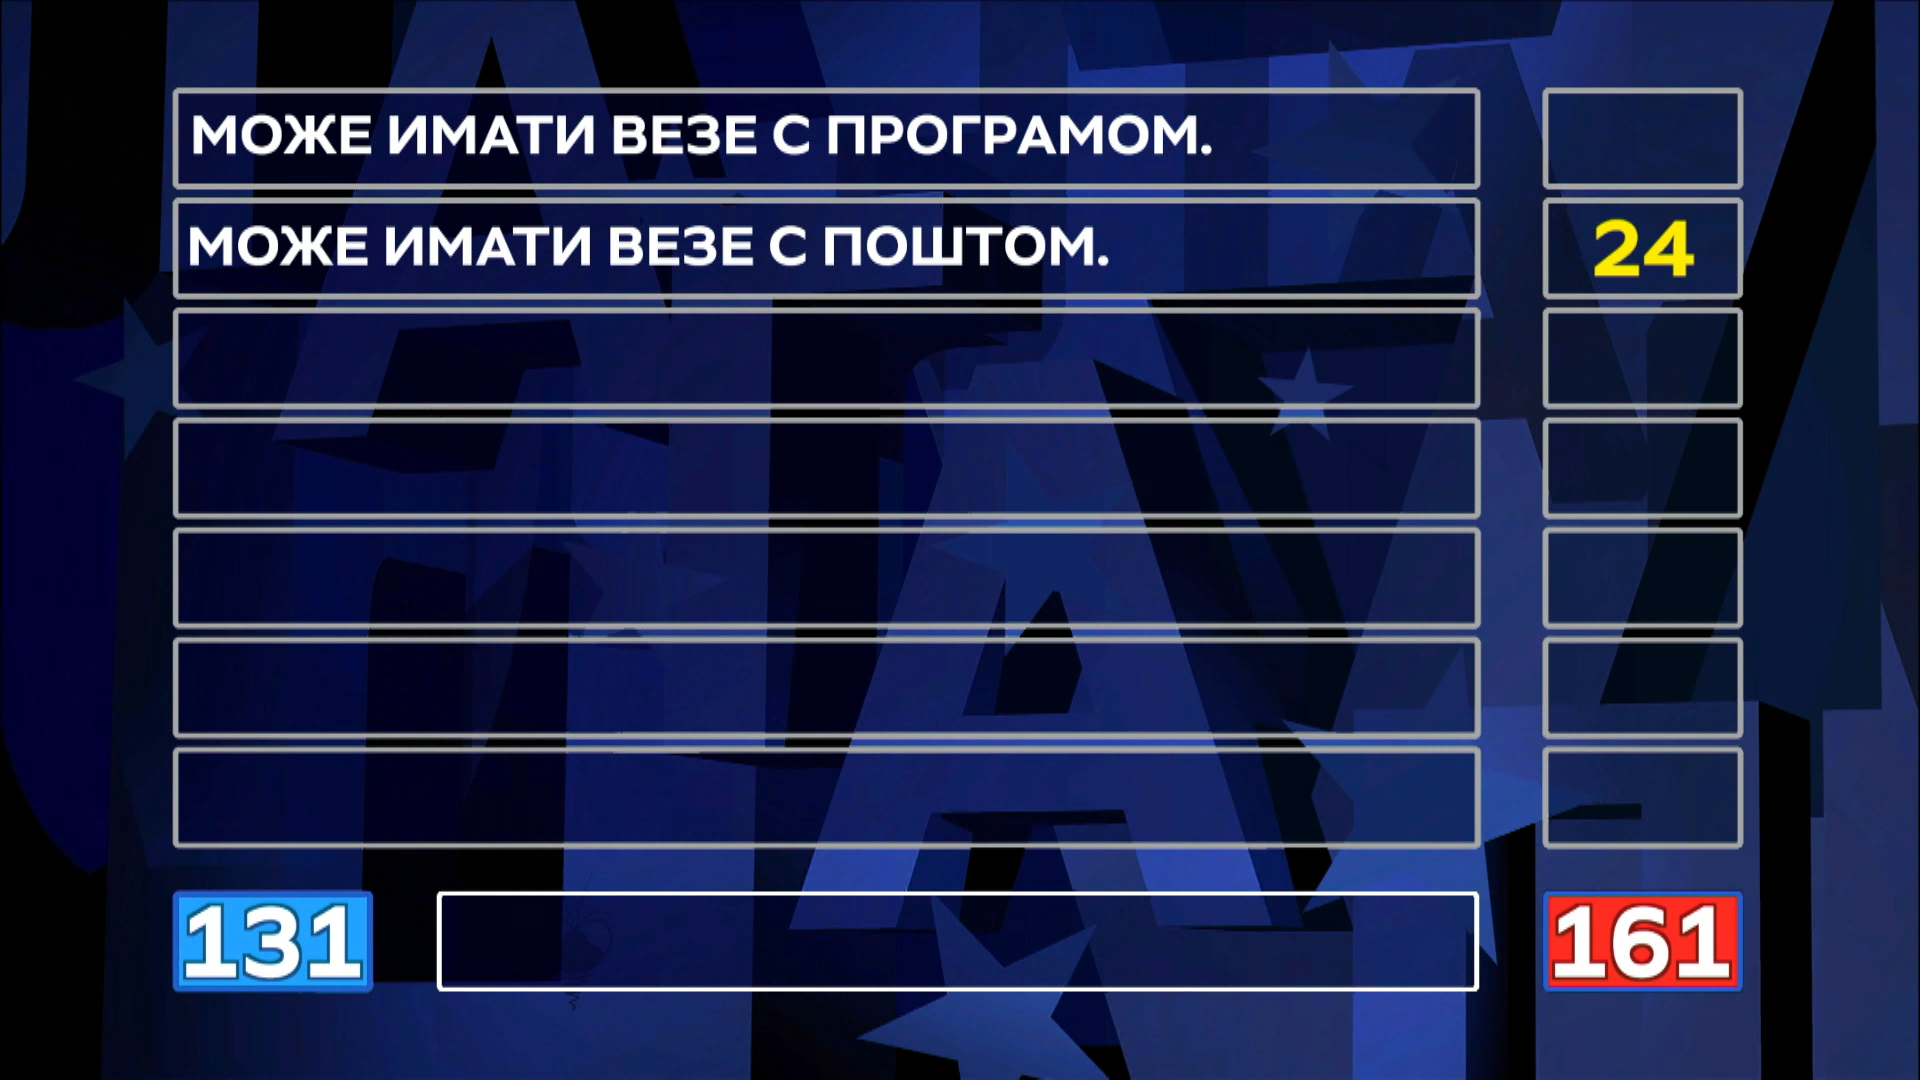 МОЖЕ ИМАТИ ВЕЗЕ С ПРОГРАМОМ.
МОЖЕ ИМАТИ ВЕЗЕ С ПОШТОМ.
24
131
161